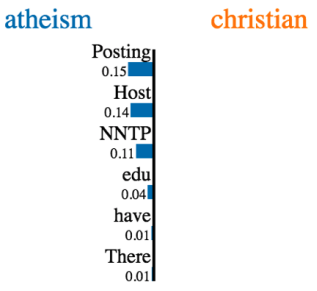 atheism christian
Posting
0.15
Host
0.14
NNTP
0.11
edu
0.04
have
0.01
There
0.01